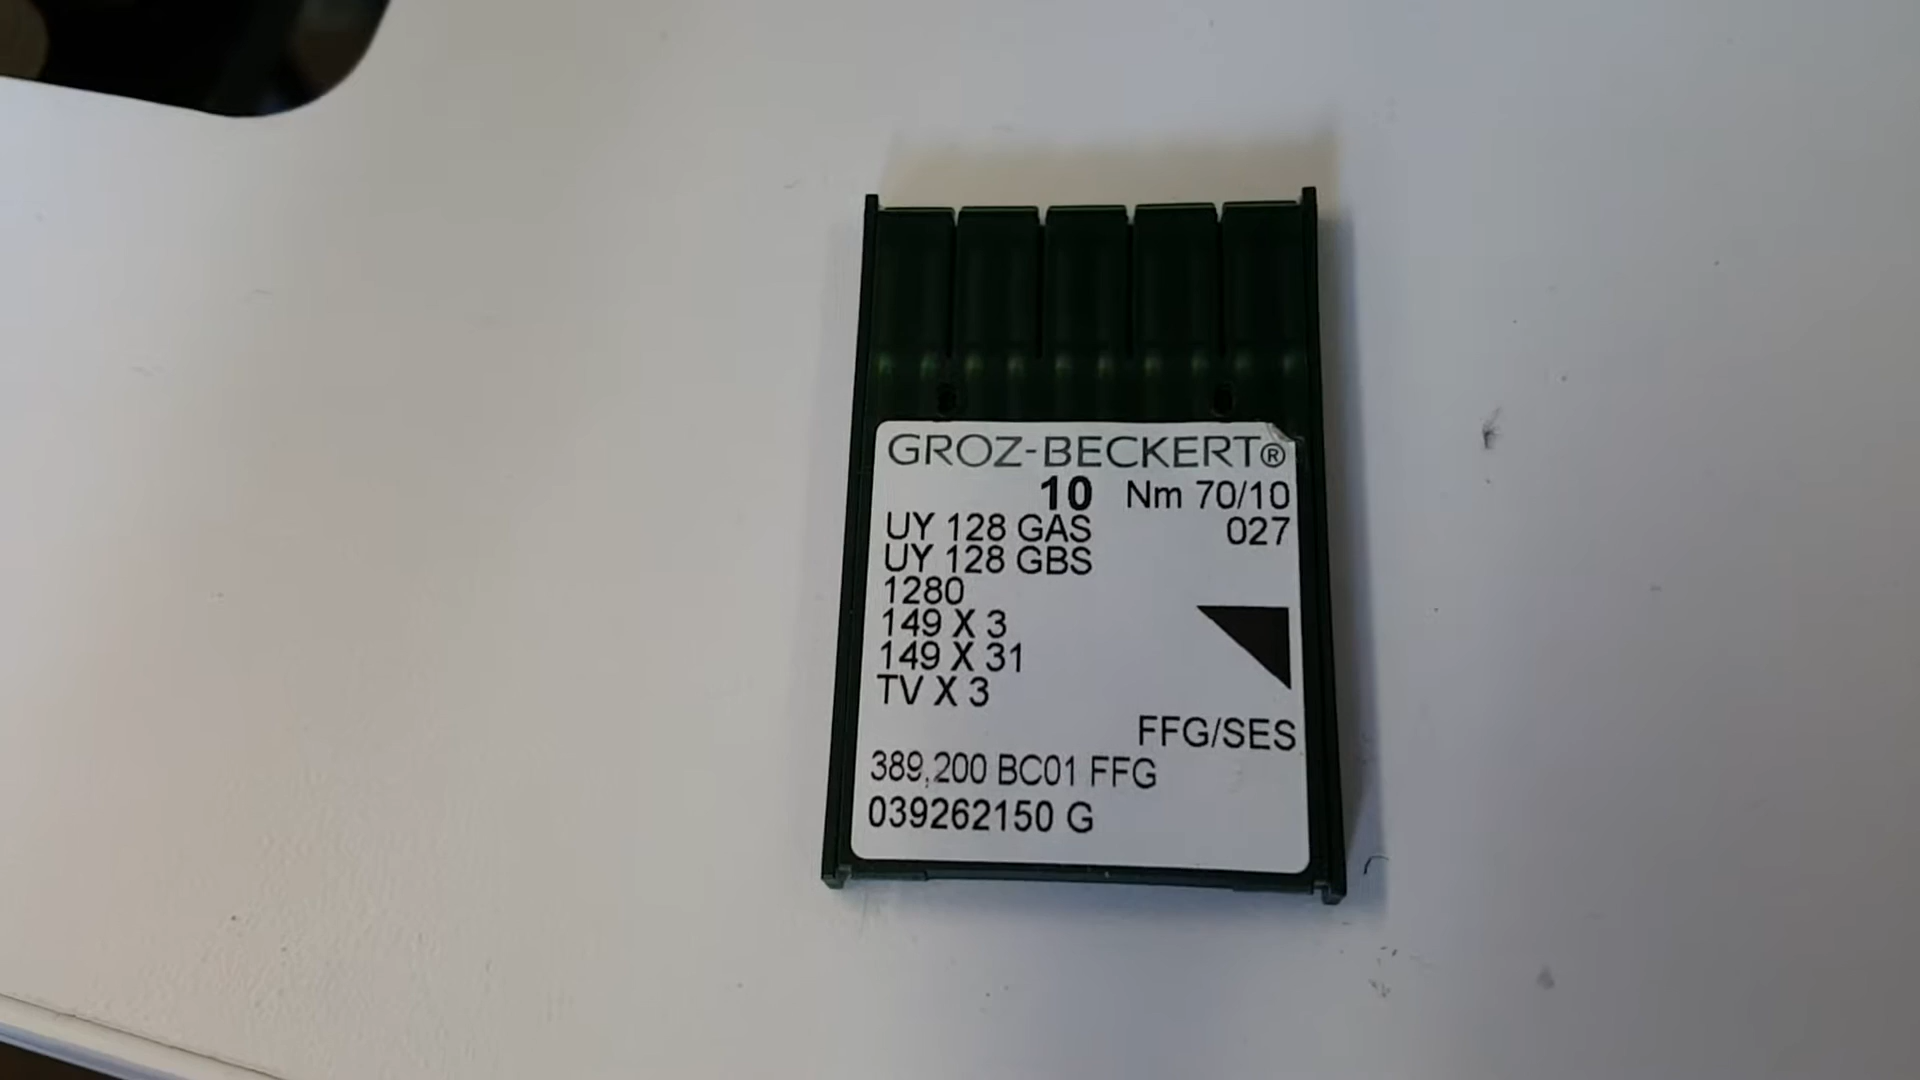 GROZ-BECKERT®
10 Nm 70/10
UY 128 GAS 027
UY 128 GBS
1280
149 X 3
149 X 31
TV X 3
FFG/SES
389,200 BC01 FFG
039262150 G